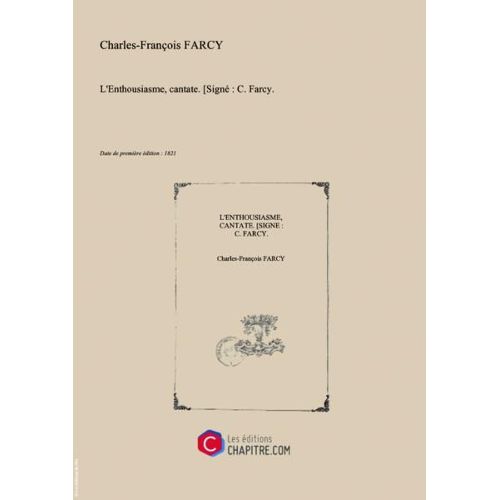 Charles-François FARCY
L'Enthousiasme, cantate. [Signé : C. Farcy.
Date de première édition : 1821
L'ENTHOUSIASME,
CANTATE. [SIGNE :
C. FARCY.
Charles-François FARCY
Les éditions
CHAPITRE.COM